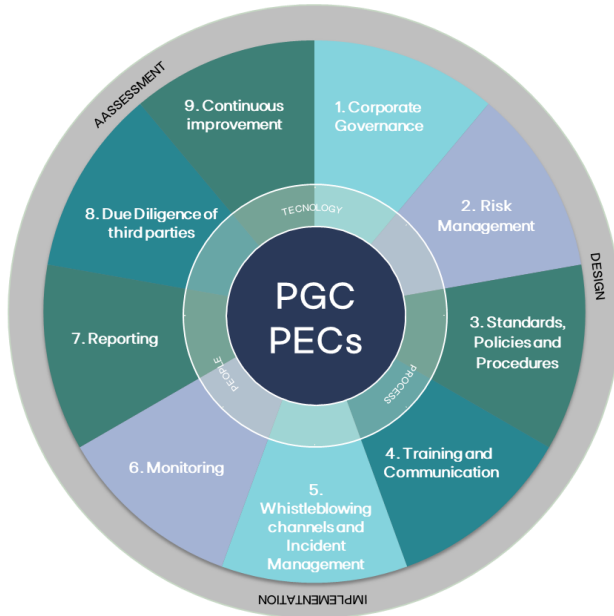 AASSESSMENT
DESIGN
IMPLEMENTATION
1. Corporate
Governance
2. Risk
Management
3. Standards,
Policies and
Procedures
4. Training and
Communication
5.
Whistleblowing
channels and
Incident
Management
6. Monitoring
7. Reporting
8. Due Diligence of
third parties
9. Continuous
improvement
TECNOLOGY
PROCESS
PEOPLE
PGC
PECs